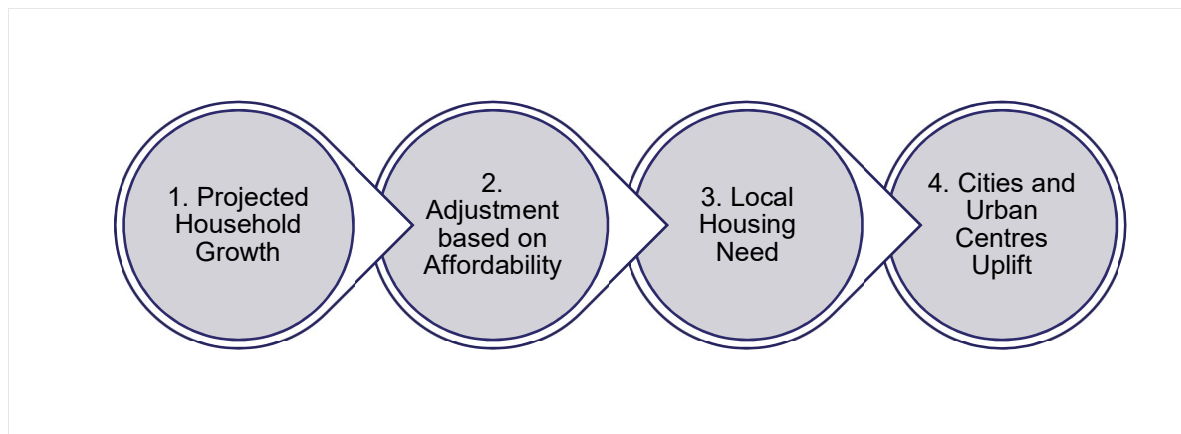 1. Projected
Household
Growth
2.
Adjustment
based on
Affordability
3. Local
Housing
Need
4. Cities and
Urban
Centres
Uplift